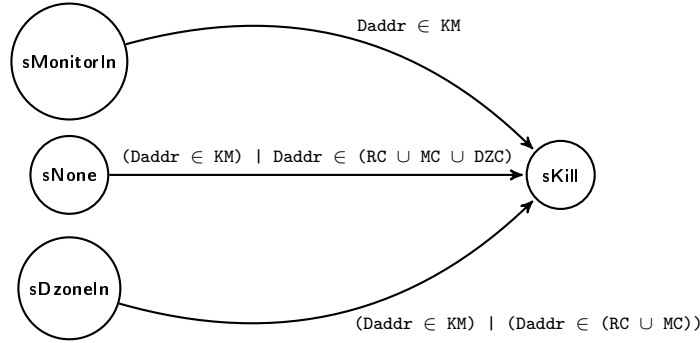 Daddr ∈ KM
sMonitorIn
(Daddr ∈ KM) | Daddr ∈ (RC ∪ MC ∪ DZC)
sNone
sKill
sDzoneIn
(Daddr ∈ KM) | (Daddr ∈ (RC ∪ MC))